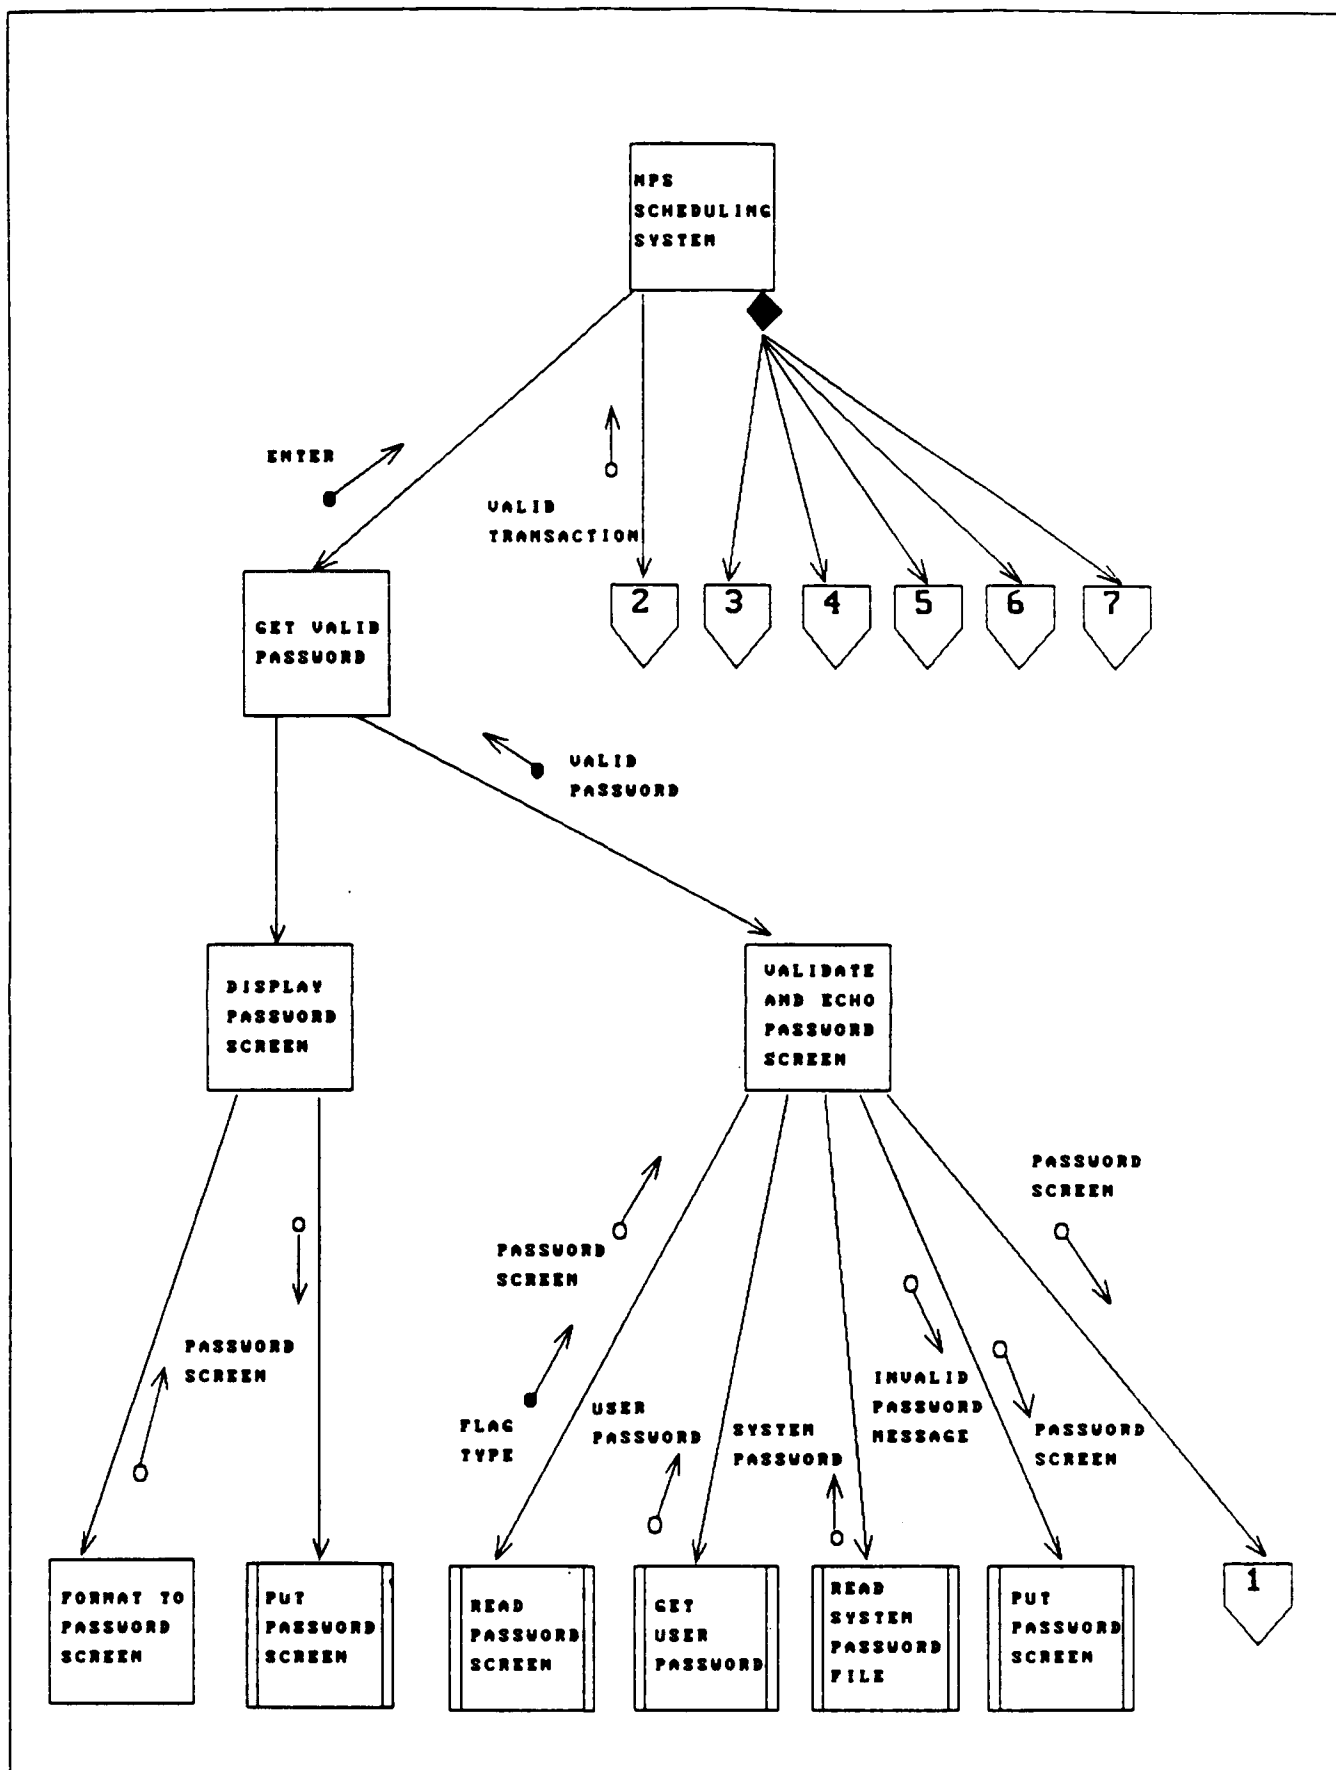 MPS
SCHEDULING
SYSTEM
ENTER
VALID
TRANSACTION
2
3
4
5
6
7
GET VALID
PASSWORD
VALID
PASSWORD
DISPLAY
PASSWORD
SCREEN
VALIDATE
AND ECHO
PASSWORD
SCREEN
PASSWORD
SCREEN
PASSWORD
SCREEN
PASSWORD
SCREEN
FLAG
TYPE
USER
PASSWORD
SYSTEM
PASSWORD
INVALID
PASSWORD
MESSAGE
PASSWORD
SCREEN
FORMAT TO
PASSWORD
SCREEN
PUT
PASSWORD
SCREEN
READ
PASSWORD
SCREEN
GET
USER
PASSWORD
READ
SYSTEM
PASSWORD
FILE
PUT
PASSWORD
SCREEN
1